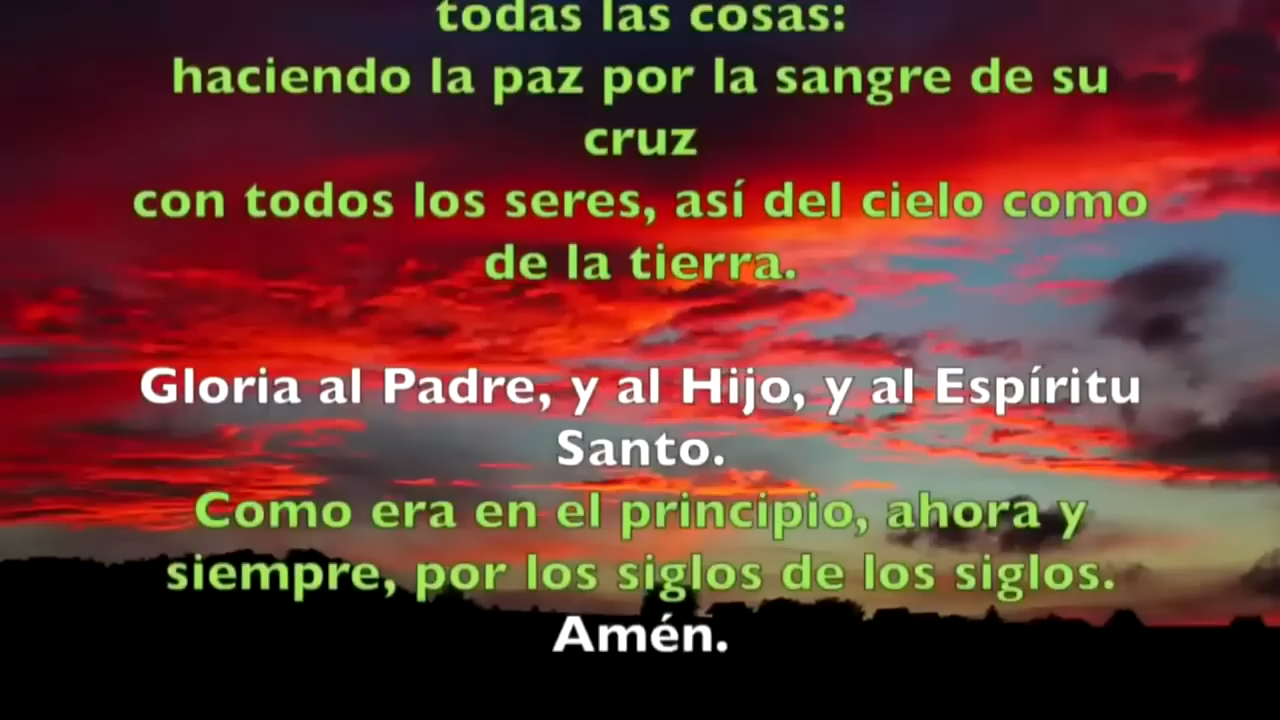 todas las cosas:
haciendo la paz por la sangre de su
cruz
con todos los seres, así del cielo como
de la tierra.
Gloria al Padre, y al Hijo, y al Espíritu
Santo.
Como era en el principio, ahora y
siempre, por los siglos de los siglos.
Amén.